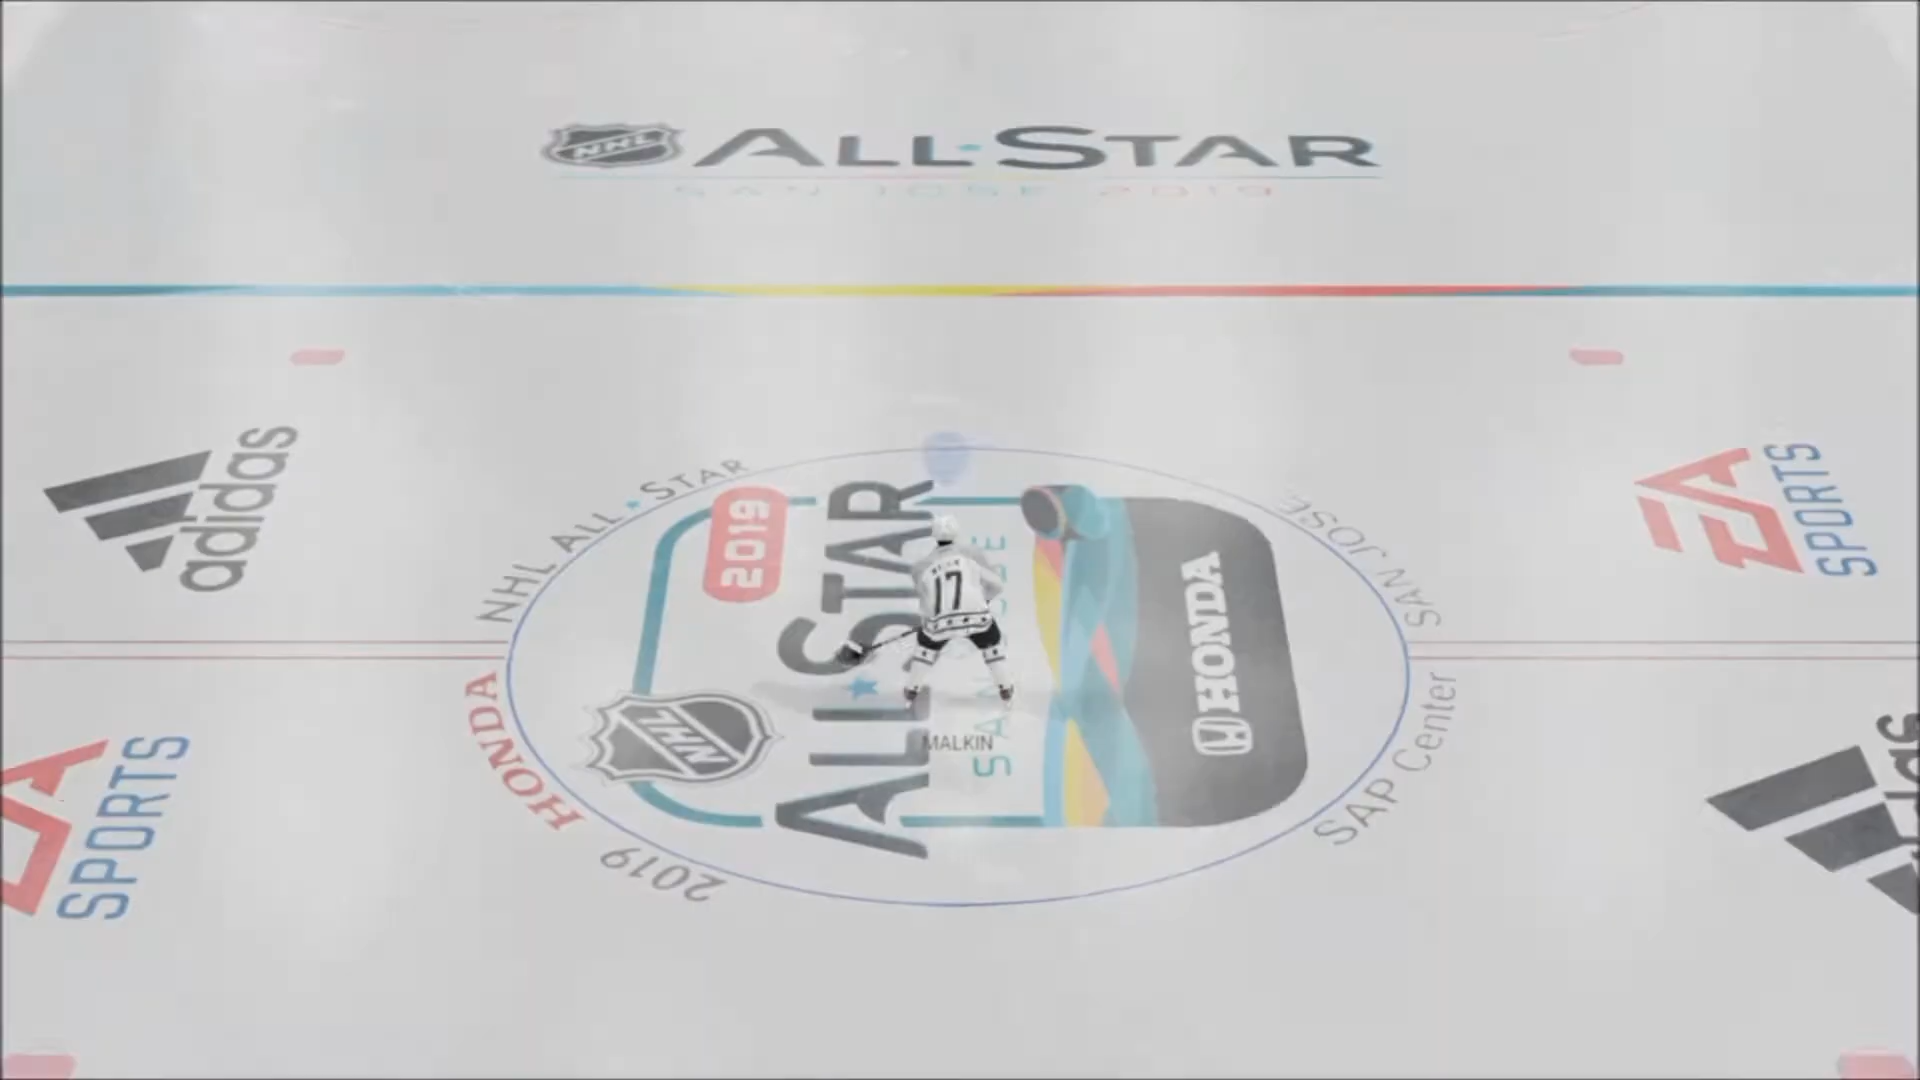 NHL ALL·STAR
SAN JOSE 2019
adidas
EA
SPORTS
NHL ALL·STAR
SAN JOSE
2019
ALL·STAR
17
HONDA
NHL
MALKIN
HONDA
2019
SAP Center
EA
SPORTS
adidas